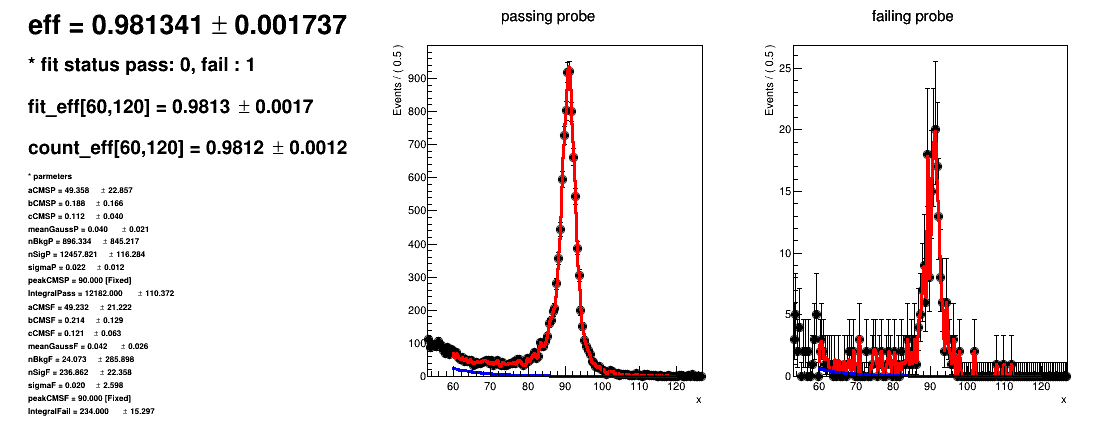 eff = 0.981341 ± 0.001737
* fit status pass: 0, fail : 1
fit_eff[60,120] = 0.9813 ± 0.0017
count_eff[60,120] = 0.9812 ± 0.0012
* parmeters
aCMSP = 49.358 ± 22.857
bCMSP = 0.188 ± 0.166
cCMSP = 0.112 ± 0.040
meanGaussP = 0.040 ± 0.021
nBkgP = 896.334 ± 845.217
nSigP = 12457.821 ± 116.284
sigmaP = 0.022 ± 0.012
peakCMSP = 90.000 [Fixed]
IntegralPass = 12182.000 ± 110.372
aCMSF = 49.232 ± 21.222
bCMSF = 0.214 ± 0.129
cCMSF = 0.121 ± 0.063
meanGaussF = 0.042 ± 0.026
nBkgF = 24.073 ± 285.898
nSigF = 236.862 ± 22.358
sigmaF = 0.020 ± 2.598
peakCMSF = 90.000 [Fixed]
IntegralFail = 234.000 ± 15.297
passing probe
Events / ( 0.5 )
900
800
700
600
500
400
300
200
100
0
60 70 80 90 100 110 120
x
failing probe
Events / ( 0.5 )
25
20
15
10
5
0
60 70 80 90 100 110 120
x